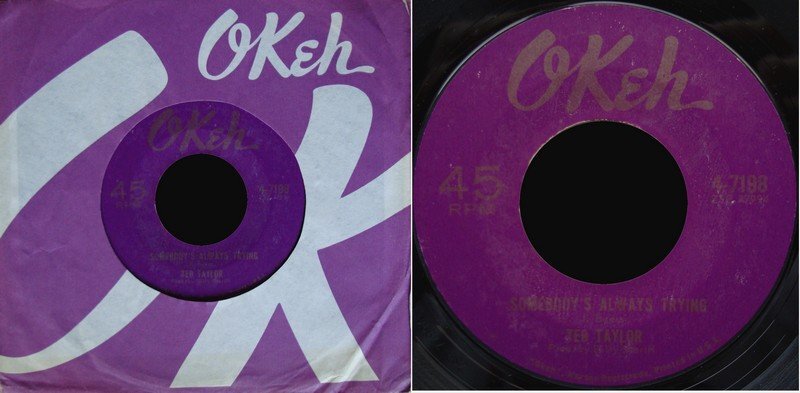 OKeh
OK
OKeh
45
RPM
4-7198
SOMEBODY'S ALWAYS TRYING
TED TAYLOR
OKeh
45
RPM
4-7198
SOMEBODY'S ALWAYS TRYING
TED TAYLOR